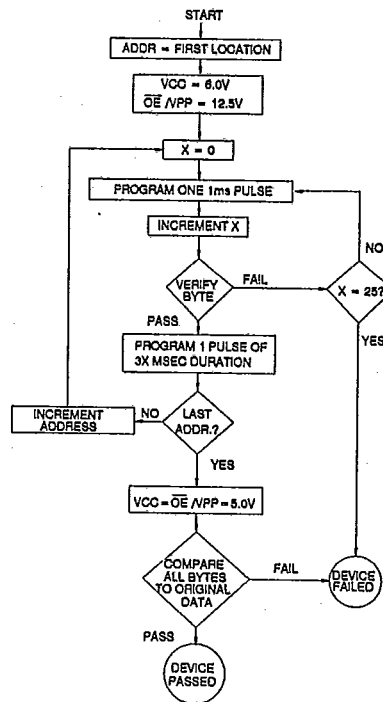 START
ADDR = FIRST LOCATION
VCC = 6.0V
O̅E̅ /VPP = 12.5V
X = 0
PROGRAM ONE 1ms PULSE
INCREMENT X
NO
VERIFY
BYTE
FAIL
X = 25?
PASS
YES
PROGRAM 1 PULSE OF
3X MSEC DURATION
INCREMENT
ADDRESS
NO
LAST
ADDR.?
YES
VCC = O̅E̅ /VPP = 5.0V
COMPARE
ALL BYTES
TO ORIGINAL
DATA
FAIL
DEVICE
FAILED
PASS
DEVICE
PASSED